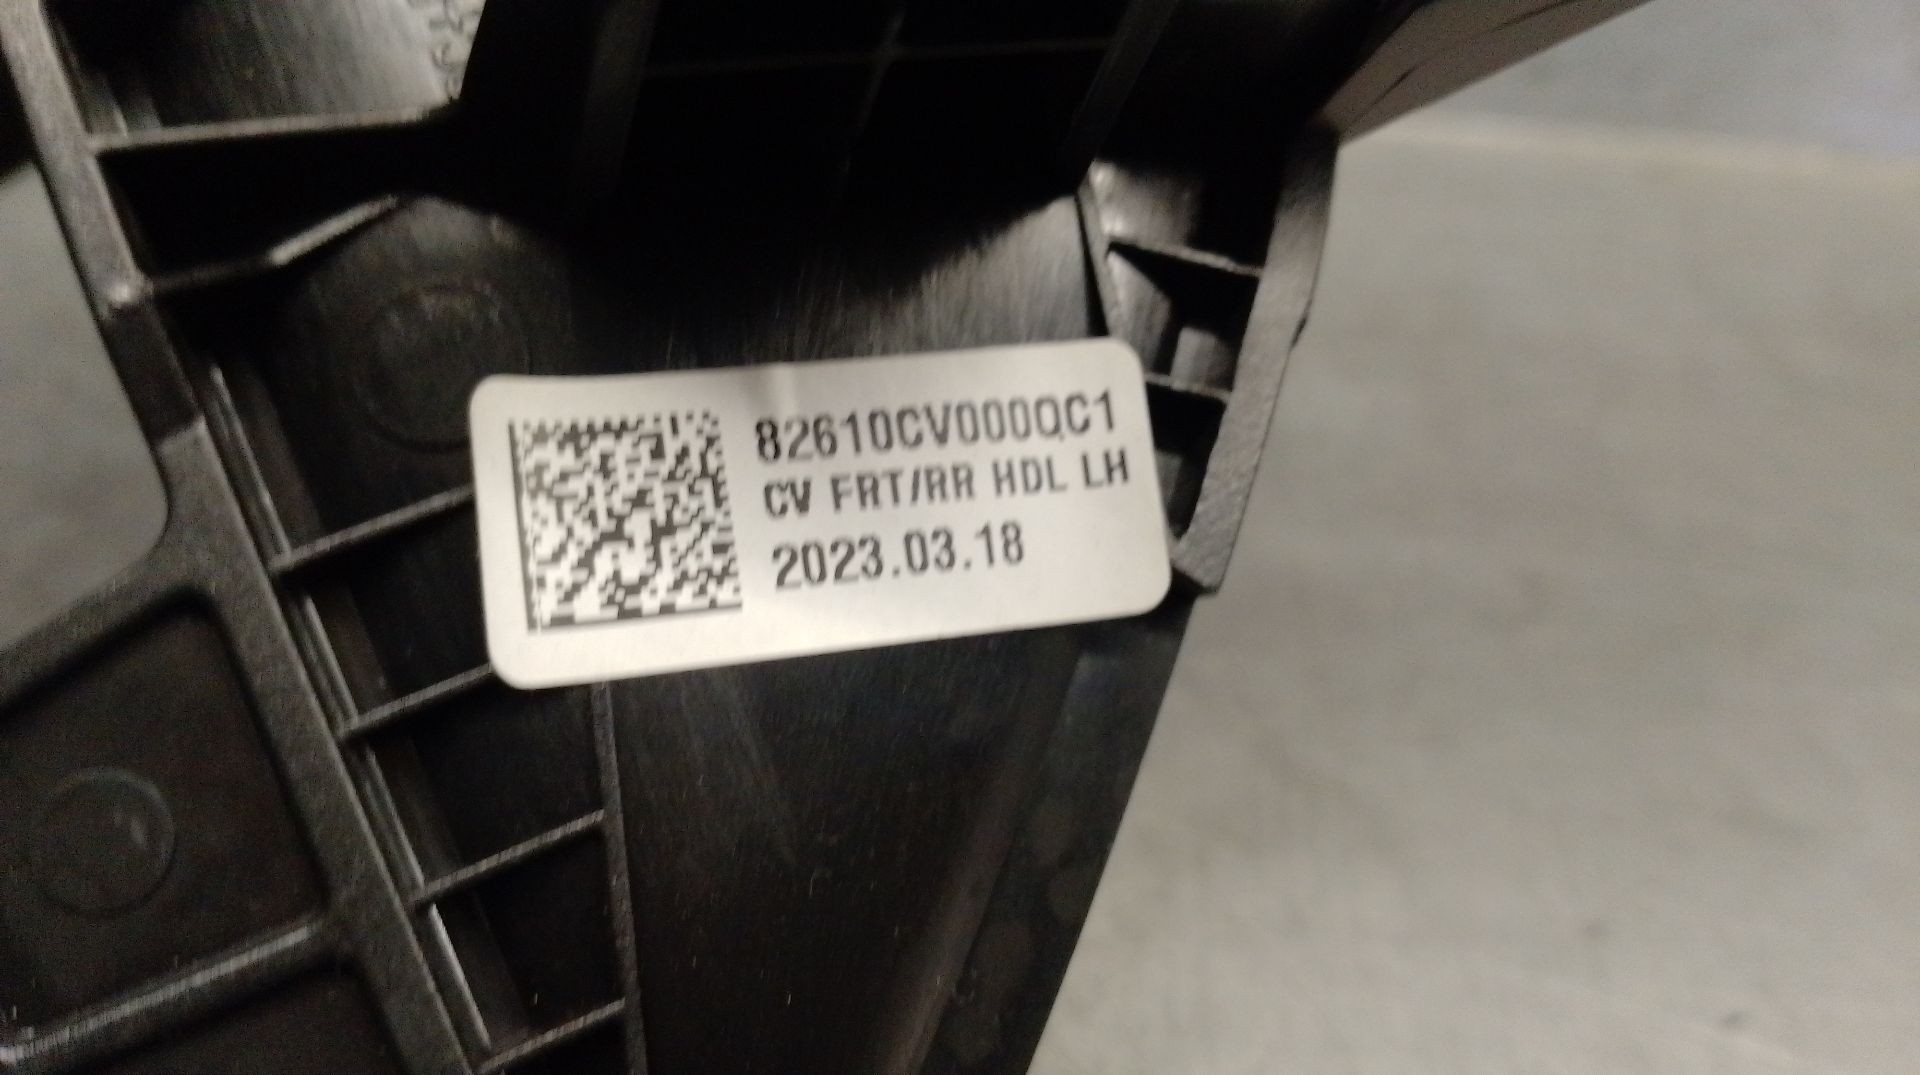 82610CV000QC1
CV FRT/RR HDL LH
2023.03.18